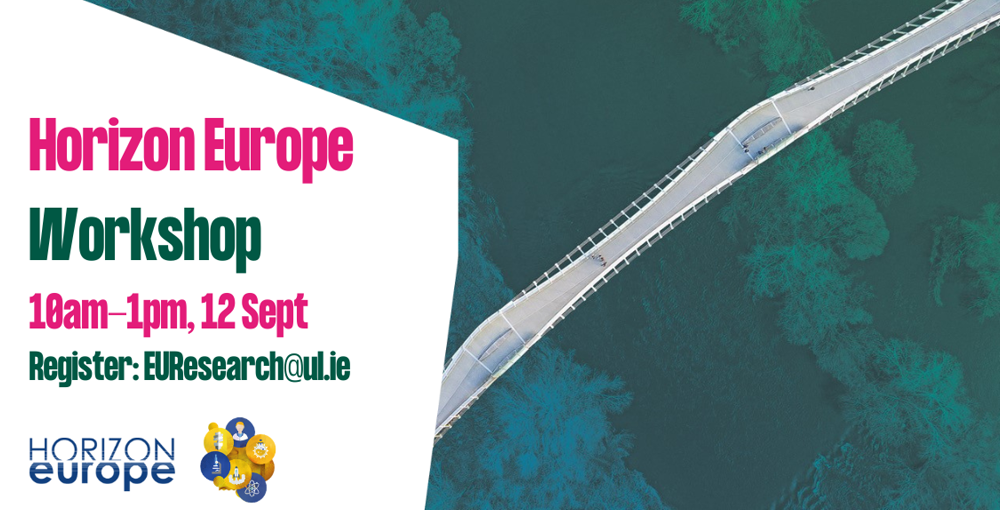 Horizon Europe
Workshop
10am–1pm, 12 Sept
Register: EUResearch@ul.ie
HORIZON
europe